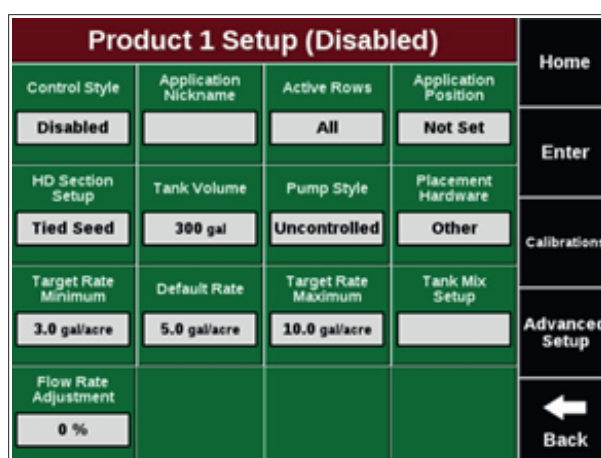 Product 1 Setup (Disabled)
Home
Control Style
Application
Nickname
Active Rows
Application
Position
Disabled
All
Not Set
Enter
HD Section
Setup
Tank Volume
Pump Style
Placement
Hardware
Tied Seed
300 gal
Uncontrolled
Other
Calibrations
Target Rate
Minimum
Default Rate
Target Rate
Maximum
Tank Mix
Setup
3.0 gal/acre
5.0 gal/acre
10.0 gal/acre
Advanced
Setup
Flow Rate
Adjustment
0 %
Back